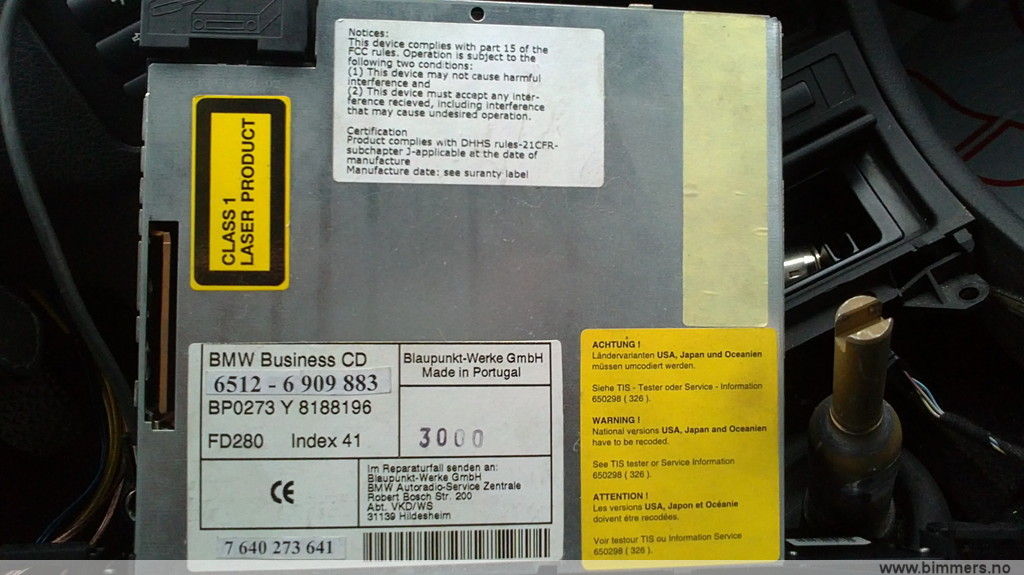 Notices:
This device complies with part 15 of the
FCC rules. Operation is subject to the
following two conditions:
(1) This device may not cause harmful
interference and
(2) This device must accept any inter-
ference recieved, including interference
that may cause undesired operation.
Certification
Product complies with DHHS rules-21CFR-
subchapter J-applicable at the date of
manufacture
Manufacture date: see suranty label
CLASS 1
LASER PRODUCT
BMW Business CD
6512 - 6 909 883
BP0273 Y 8188196
FD280 Index 41
Blaupunkt-Werke GmbH
Made in Portugal
3000
CE
Im Reparaturfall senden an:
Blaupunkt-Werke GmbH
BMW Autoradio-Service Zentrale
Robert Bosch Str. 200
Abt. VKD/WS
31139 Hildesheim
7 640 273 641
ACHTUNG !
Ländervarianten USA, Japan und Oceanien
müssen umcodiert werden.
Siehe TIS - Tester oder Service - Information
650298 ( 326 ).
WARNING !
National versions USA, Japan and Oceanien
have to be recoded.
See TIS tester or Service Information
650298 ( 326 ).
ATTENTION !
Les versions USA, Japon et Océanie
doivent être recodées.
Voir testour TIS ou Information Service
650298 ( 326 ).
www.bimmers.no